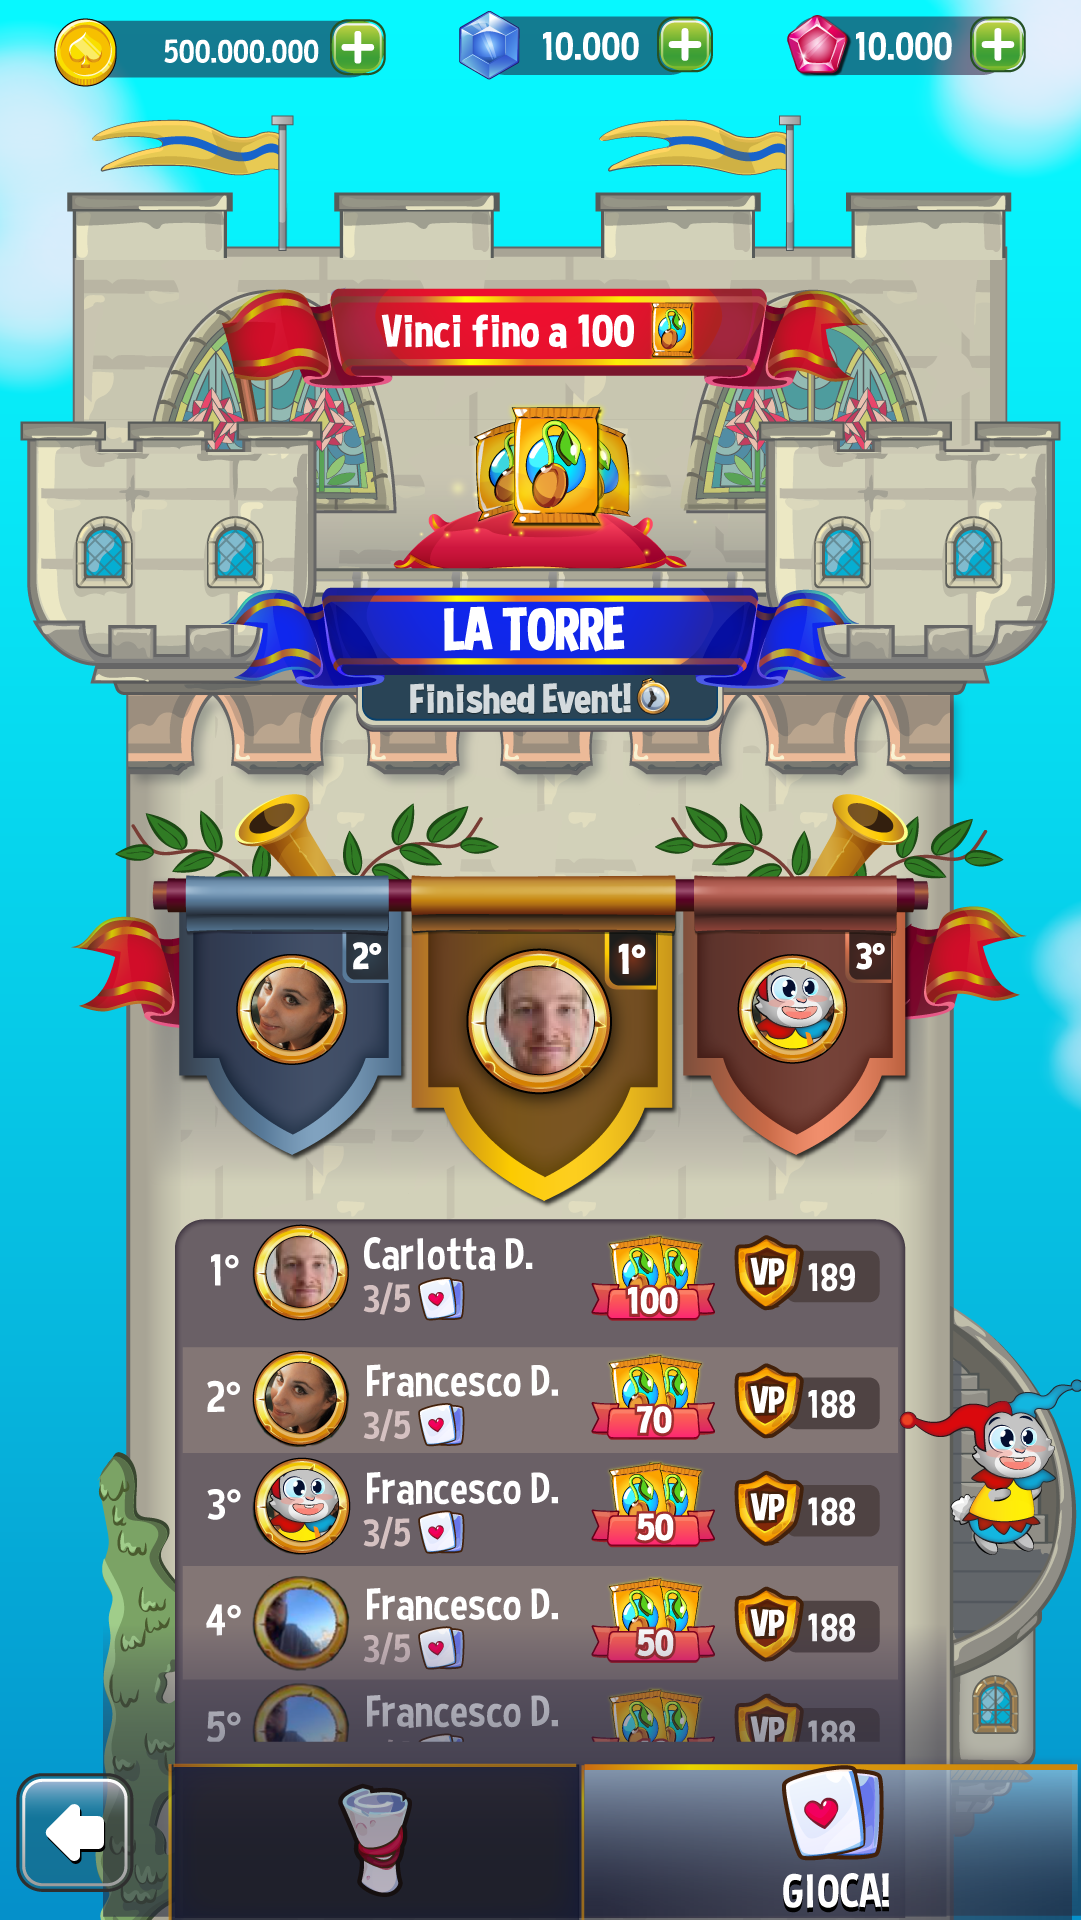 500.000.000 10.000 10.000
Vinci fino a 100
LA TORRE
Finished Event!
2° 1° 3°
1° Carlotta D. 100 VP 189
3/5
2° Francesco D. 70 VP 188
3/5
3° Francesco D. 50 VP 188
3/5
4° Francesco D. 50 VP 188
3/5
5° Francesco D. VP 188
GIOCA!